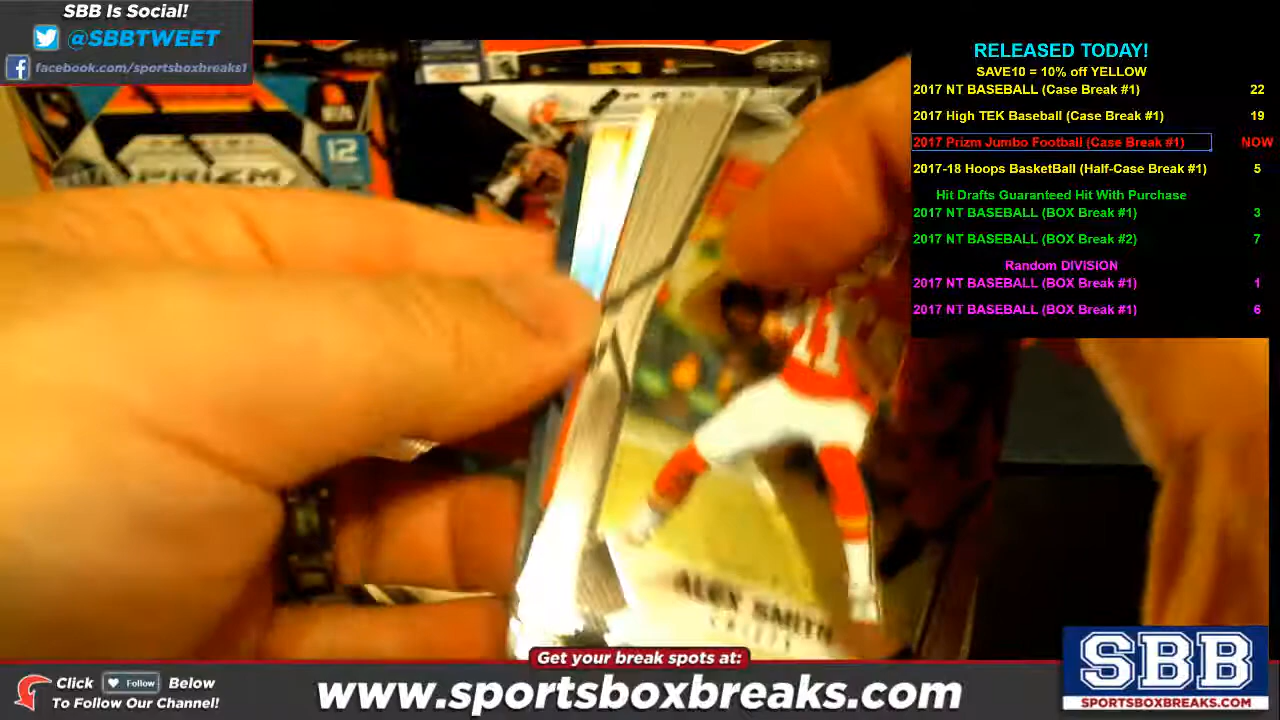 SBB Is Social!
@SBBTWEET
facebook.com/sportsboxbreaks1
RELEASED TODAY!
SAVE10 = 10% off YELLOW
2017 NT BASEBALL (Case Break #1) 22
2017 High TEK Baseball (Case Break #1) 19
2017 Prizm Jumbo Football (Case Break #1) NOW
2017-18 Hoops BasketBall (Half-Case Break #1) 5
Hit Drafts Guaranteed Hit With Purchase
2017 NT BASEBALL (BOX Break #1) 3
2017 NT BASEBALL (BOX Break #2) 7
Random DIVISION
2017 NT BASEBALL (BOX Break #1) 1
2017 NT BASEBALL (BOX Break #1) 6
12
PRIZM
11
ALEX SMITH
CHIEFS
Get your break spots at:
Click Follow Below
To Follow Our Channel!
www.sportsboxbreaks.com
SBB
SPORTSBOXBREAKS.COM